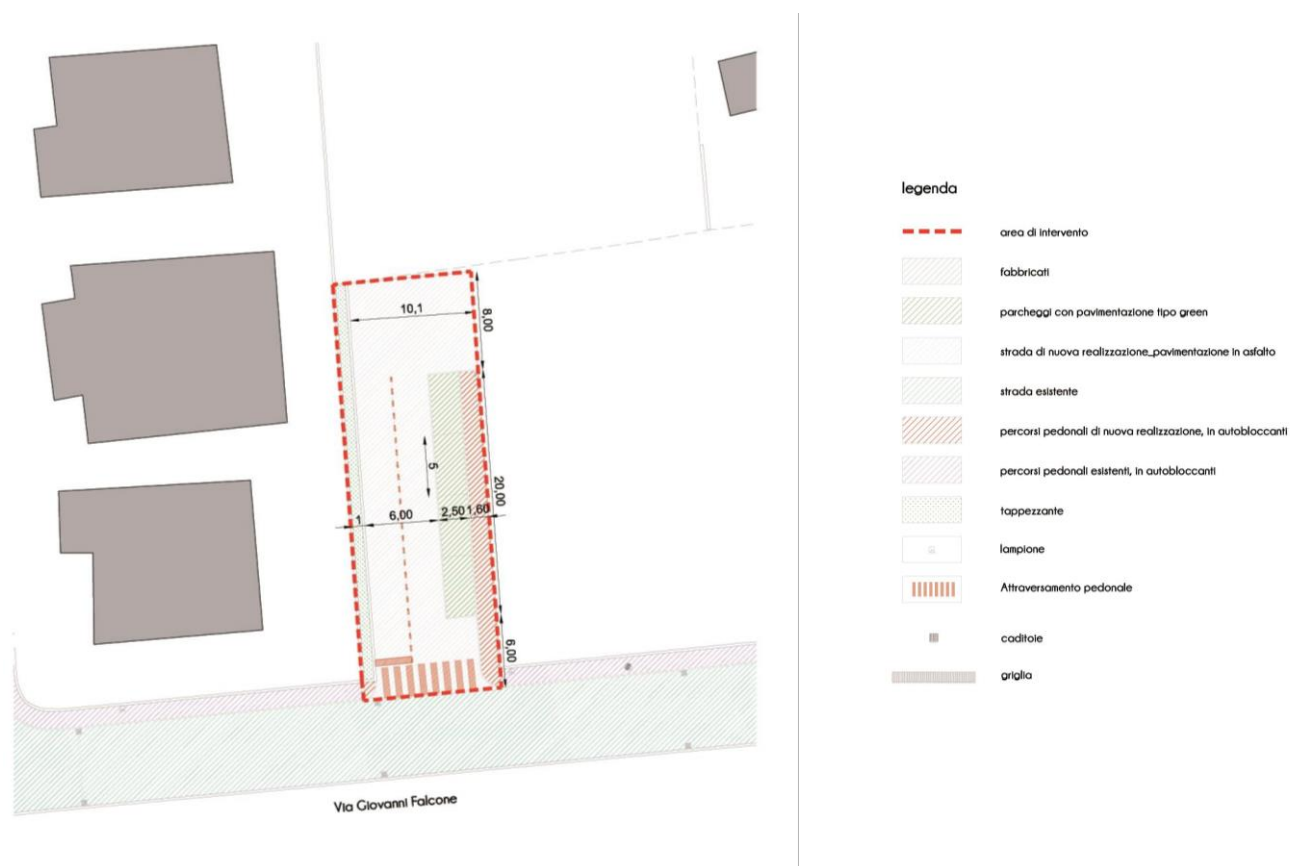 10,1
8,00
5
20,00
1
6,00
2,50
1,60
6,00
Via Giovanni Falcone
legenda
area di intervento
fabbricati
parcheggi con pavimentazione tipo green
strada di nuova realizzazione_pavimentazione in asfalto
strada esistente
percorsi pedonali di nuova realizzazione, in autobloccanti
percorsi pedonali esistenti, in autobloccanti
tappezzante
lampione
Attraversamento pedonale
caditoie
griglia